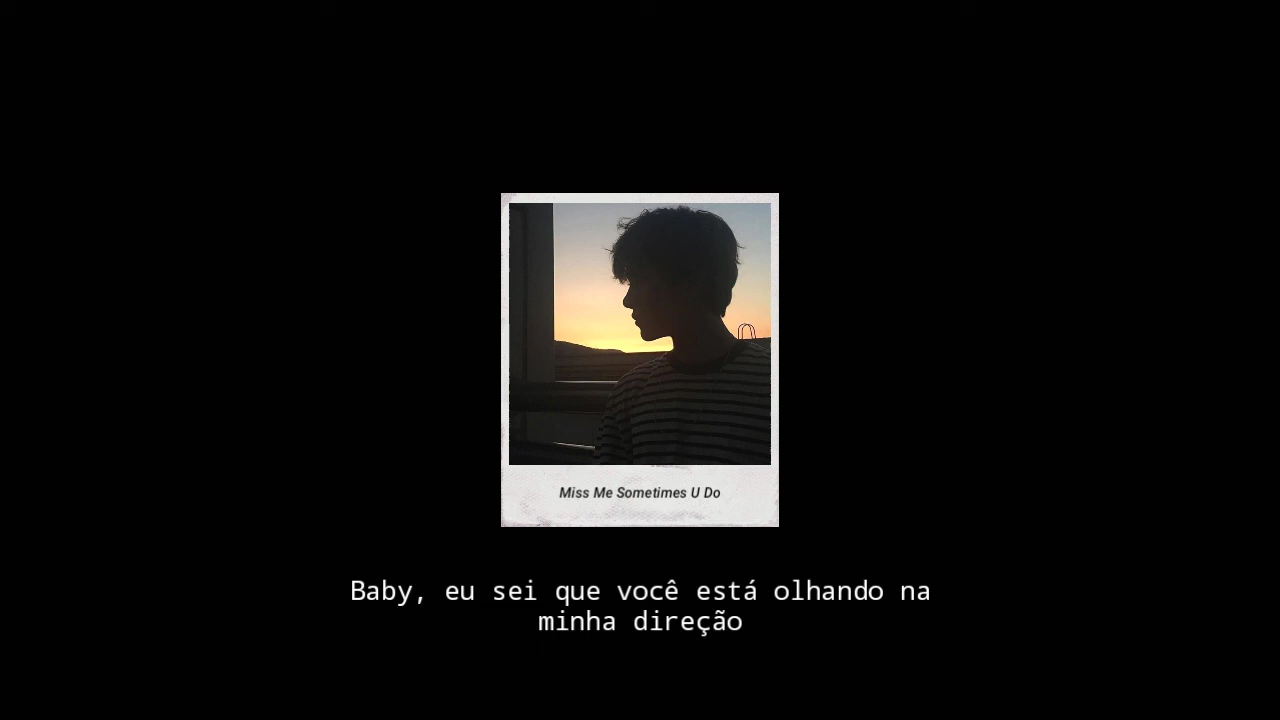 Miss Me Sometimes U Do
Baby, eu sei que você está olhando na
minha direção